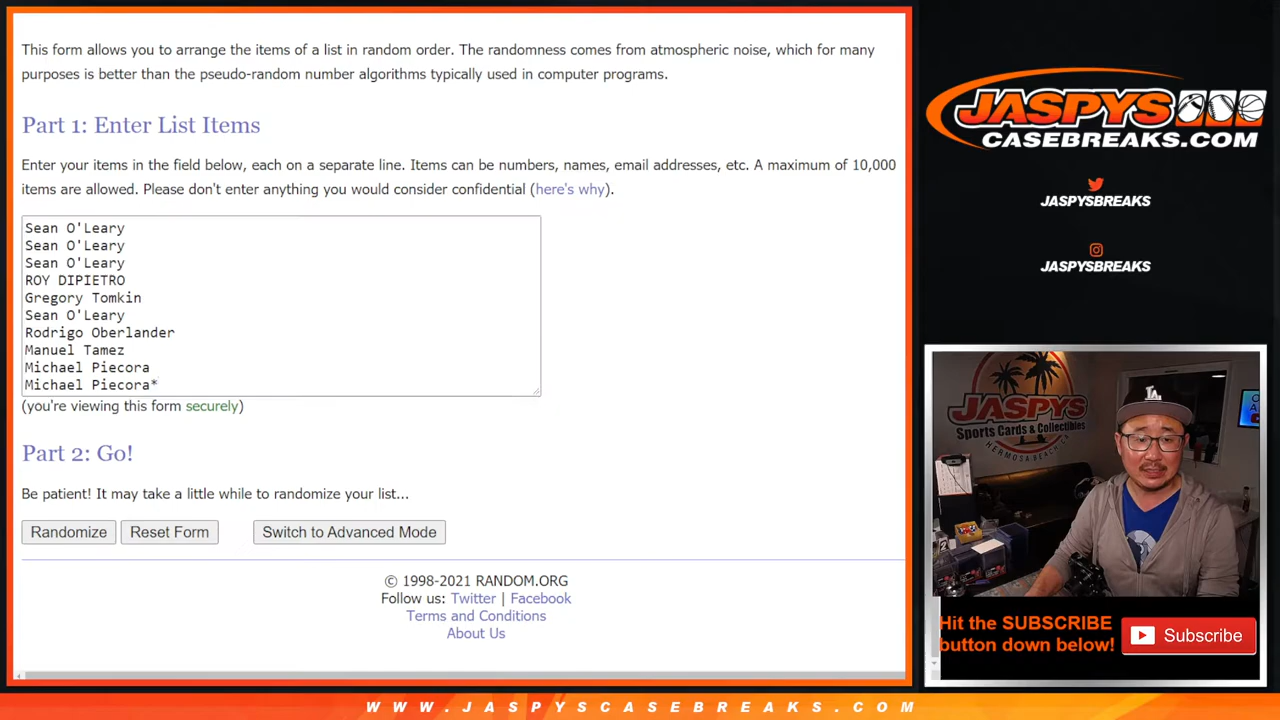 This form allows you to arrange the items of a list in random order. The randomness comes from atmospheric noise, which for many
purposes is better than the pseudo-random number algorithms typically used in computer programs.
Part 1: Enter List Items
Enter your items in the field below, each on a separate line. Items can be numbers, names, email addresses, etc. A maximum of 10,000
items are allowed. Please don't enter anything you would consider confidential (here's why).
Sean O'Leary
Sean O'Leary
Sean O'Leary
ROY DIPIETRO
Gregory Tomkin
Sean O'Leary
Rodrigo Oberlander
Manuel Tamez
Michael Piecora
Michael Piecora*
(you're viewing this form securely)
Part 2: Go!
Be patient! It may take a little while to randomize your list...
Randomize
Reset Form
Switch to Advanced Mode
© 1998-2021 RANDOM.ORG
Follow us: Twitter | Facebook
Terms and Conditions
About Us
JASPYS
CASEBREAKS.COM
JASPYSBREAKS
JASPYSBREAKS
JASPYS
Sports Cards & Collectibles
HERMOSA BEACH, CA
LA
Hit the SUBSCRIBE
button down below!
Subscribe
WWW.JASPYSCASEBREAKS.COM